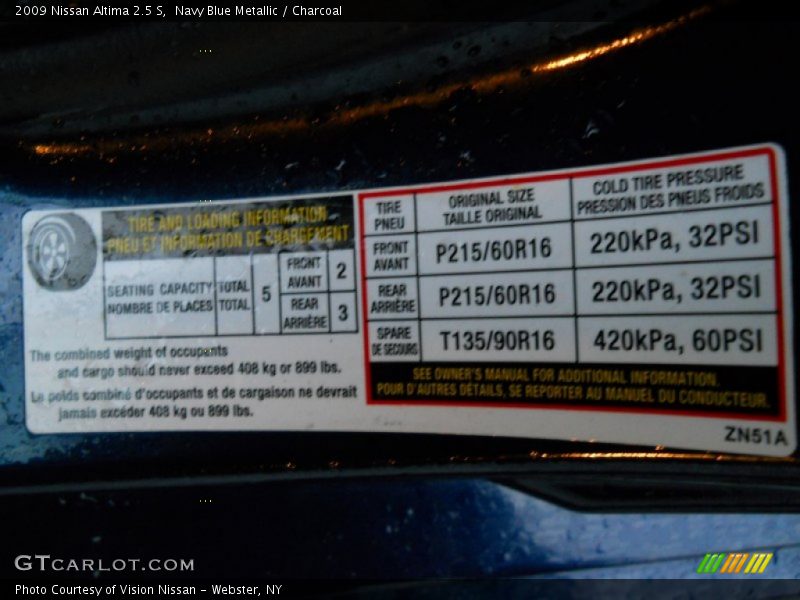 2009 Nissan Altima 2.5 S, Navy Blue Metallic / Charcoal
TIRE AND LOADING INFORMATION
PNEU ET INFORMATION DE CHARGEMENT
SEATING CAPACITY
NOMBRE DE PLACES
TOTAL
TOTAL
5
FRONT
AVANT
2
REAR
ARRIÈRE
3
The combined weight of occupants
and cargo should never exceed 408 kg or 899 lbs.
Le poids combiné d'occupants et de cargaison ne devrait
jamais excéder 408 kg ou 899 lbs.
TIRE
PNEU
ORIGINAL SIZE
TAILLE ORIGINAL
COLD TIRE PRESSURE
PRESSION DES PNEUS FROIDS
FRONT
AVANT
P215/60R16
220kPa, 32PSI
REAR
ARRIÈRE
P215/60R16
220kPa, 32PSI
SPARE
DE SECOURS
T135/90R16
420kPa, 60PSI
SEE OWNER'S MANUAL FOR ADDITIONAL INFORMATION.
POUR D'AUTRES DÉTAILS, SE REPORTER AU MANUEL DU CONDUCTEUR.
ZN51A
GTCARLOT.COM
Photo Courtesy of Vision Nissan - Webster, NY